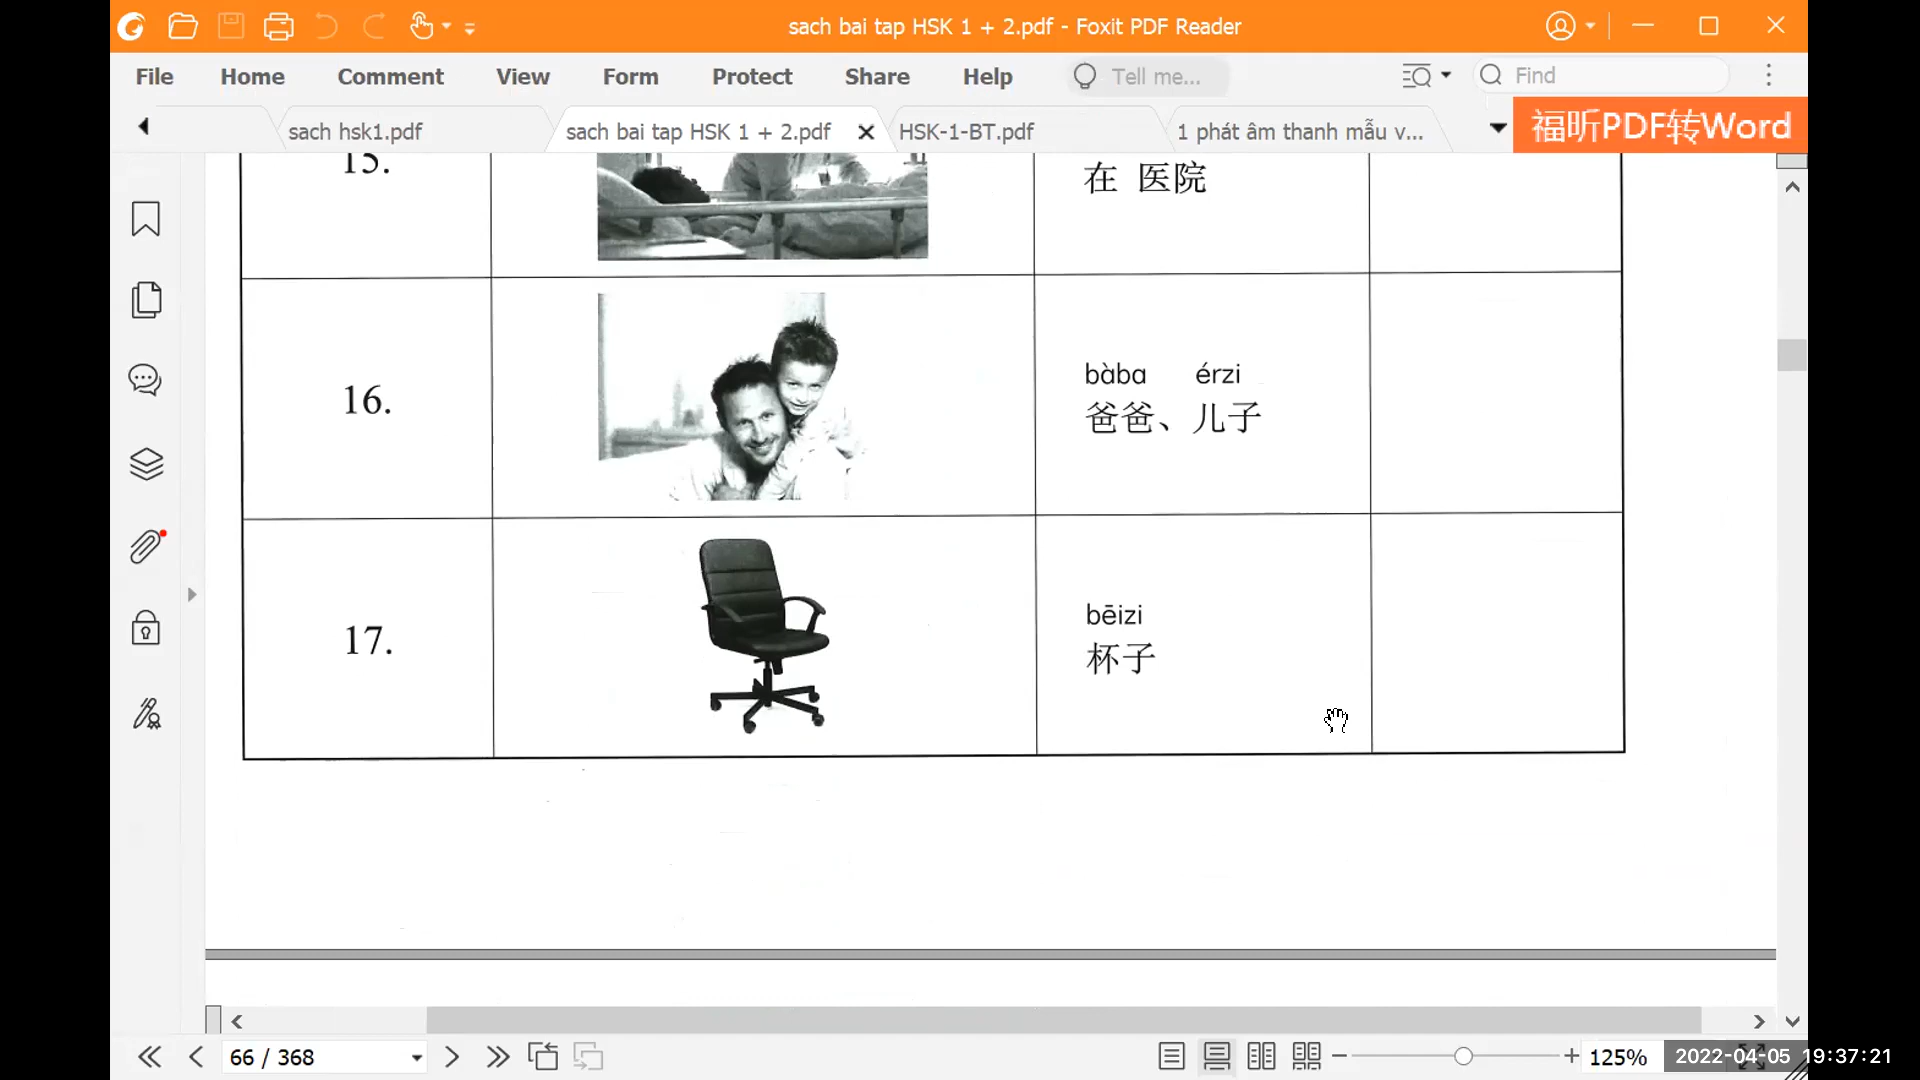 sach bai tap HSK 1 + 2.pdf - Foxit PDF Reader
File Home Comment View Form Protect Share Help Tell me... Find
sach hsk1.pdf sach bai tap HSK 1 + 2.pdf HSK-1-BT.pdf 1 phát âm thanh mẫu v... 福昕PDF转Word
15. 在 医院
bàba érzi
16. 爸爸、儿子
bēizi
17. 杯子
66 / 368 125% 2022-04-05 19:37:21